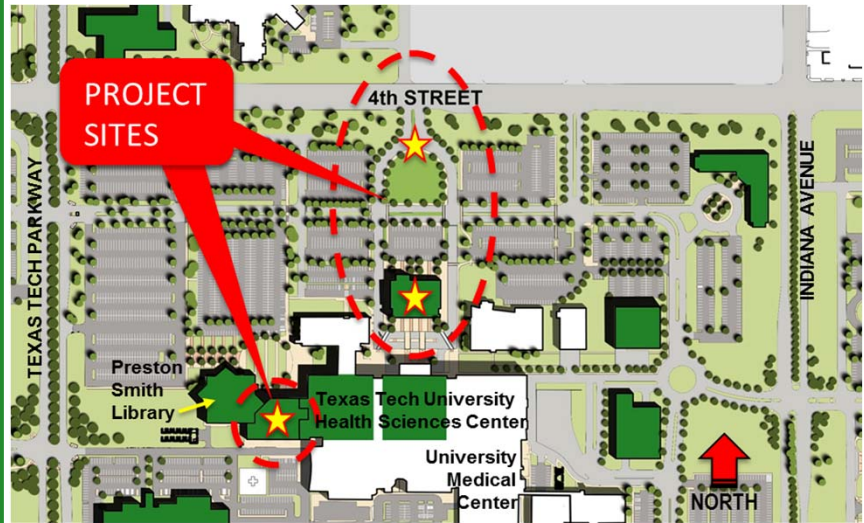 PROJECT
SITES
4th STREET
TEXAS TECH PARKWAY
INDIANA AVENUE
Preston
Smith
Library
Texas Tech University
Health Sciences Center
University
Medical
Center
NORTH